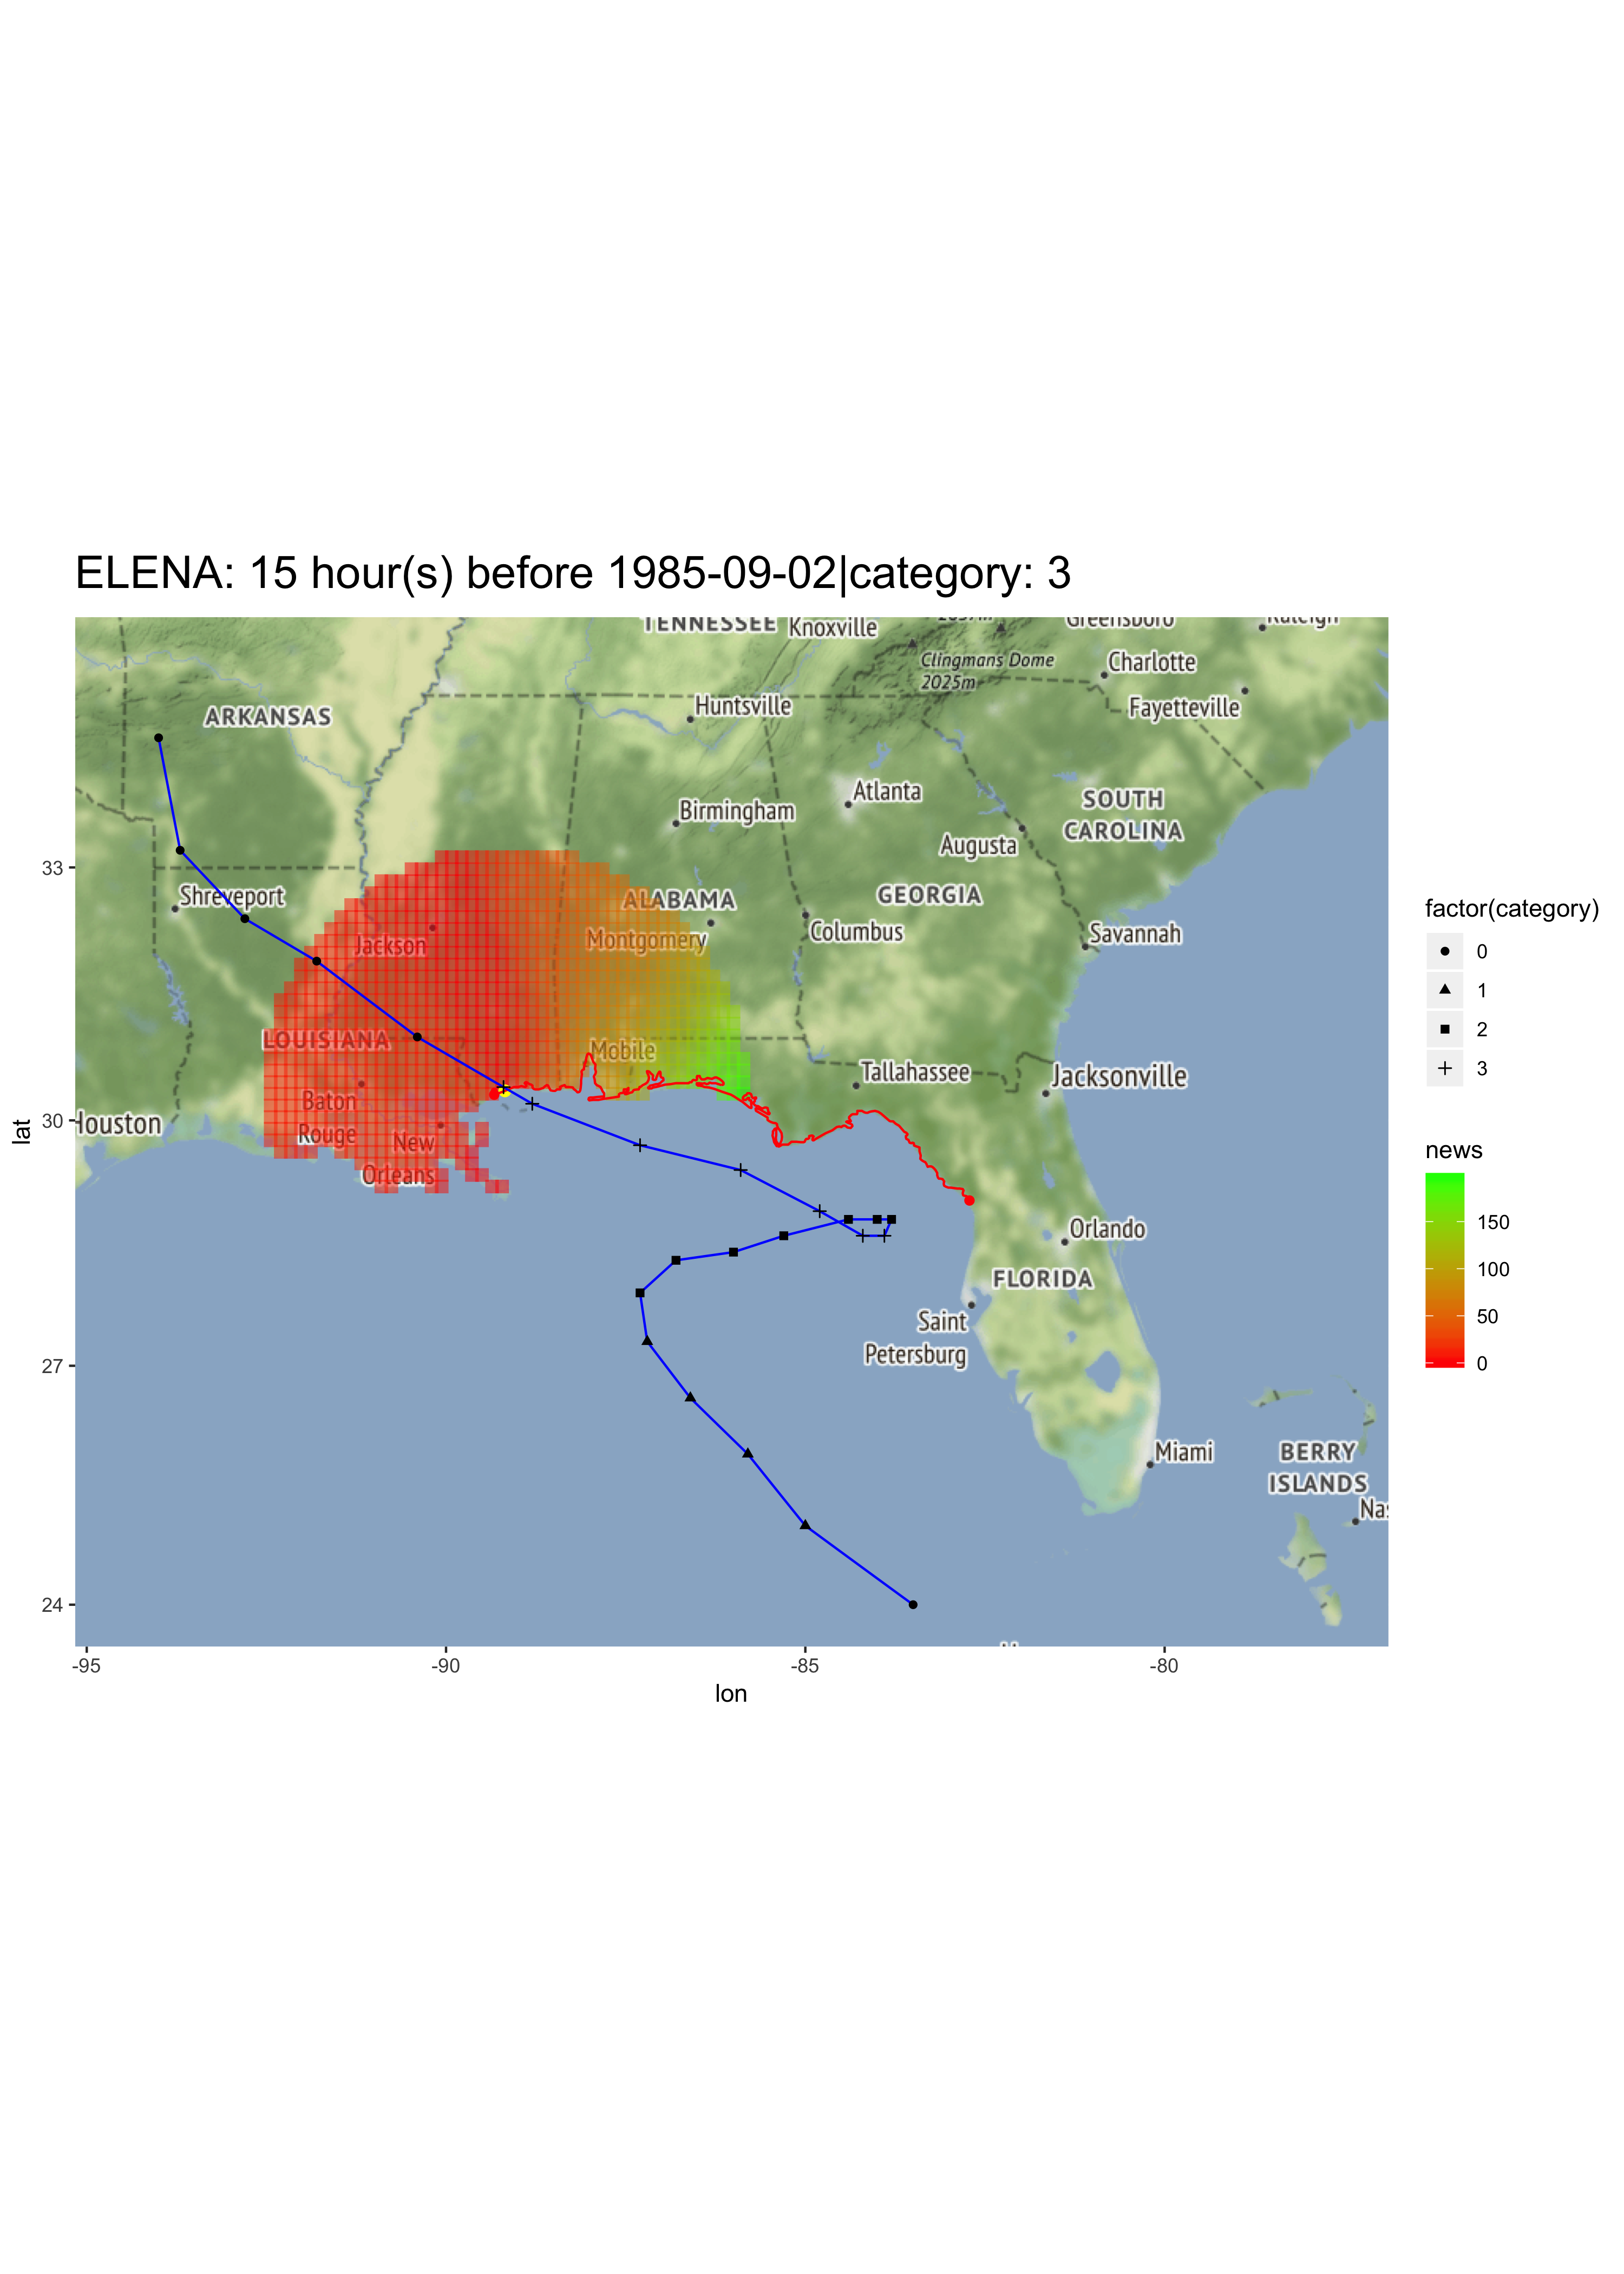 ELENA: 15 hour(s) before 1985-09-02|category: 3
TENNESSEE
Knoxville
Greensboro
Raleigh
Clingmans Dome
2025m
Charlotte
ARKANSAS
Huntsville
Fayetteville
Atlanta
SOUTH
CAROLINA
Birmingham
Augusta
33
Shreveport
ALABAMA
GEORGIA
Jackson
Montgomery
Columbus
Savannah
LOUISIANA
Mobile
Tallahassee
Jacksonville
Baton
Rouge
30
Houston
New
Orleans
lat
Orlando
FLORIDA
Saint
Petersburg
27
Miami
BERRY
ISLANDS
Nas
24
-95
-90
-85
-80
lon
factor(category)
0
1
2
3
news
150
100
50
0